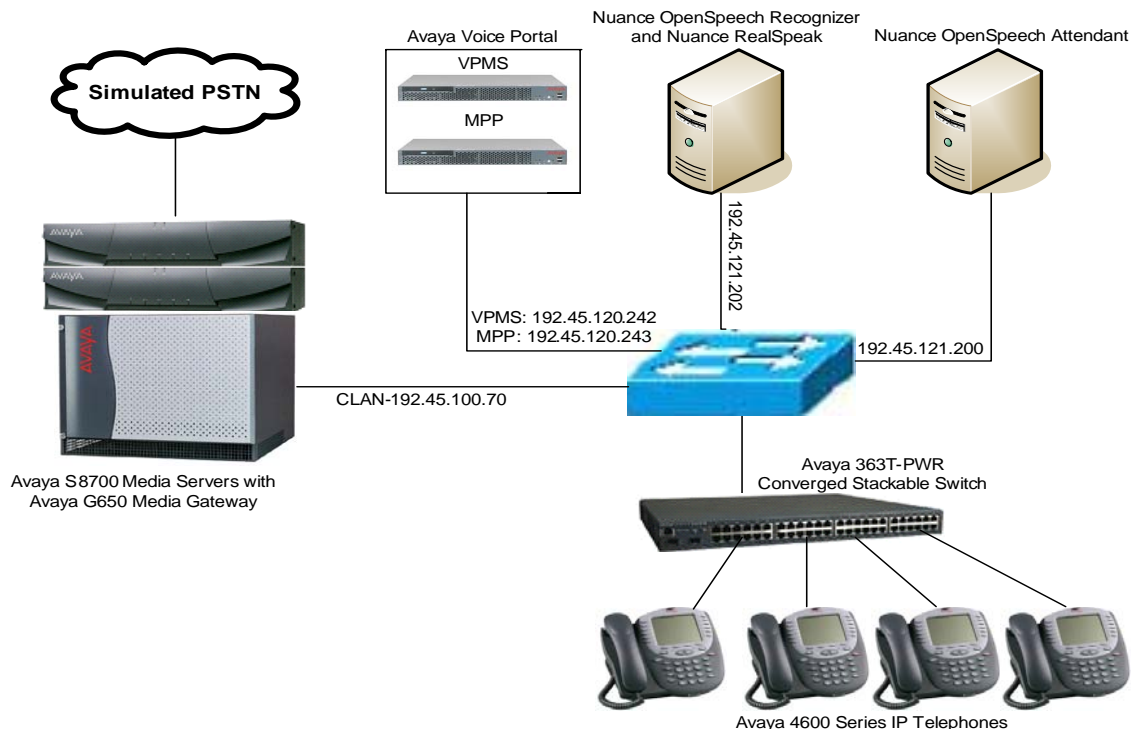 Nuance OpenSpeech Recognizer
and Nuance RealSpeak
Nuance OpenSpeech Attendant
Avaya Voice Portal
VPMS
MPP
Simulated PSTN
AVAYA
AVAYA
AVAYA
192.45.121.202
VPMS: 192.45.120.242
MPP: 192.45.120.243
192.45.121.200
CLAN-192.45.100.70
Avaya S8700 Media Servers with
Avaya G650 Media Gateway
Avaya 363T-PWR
Converged Stackable Switch
Avaya 4600 Series IP Telephones